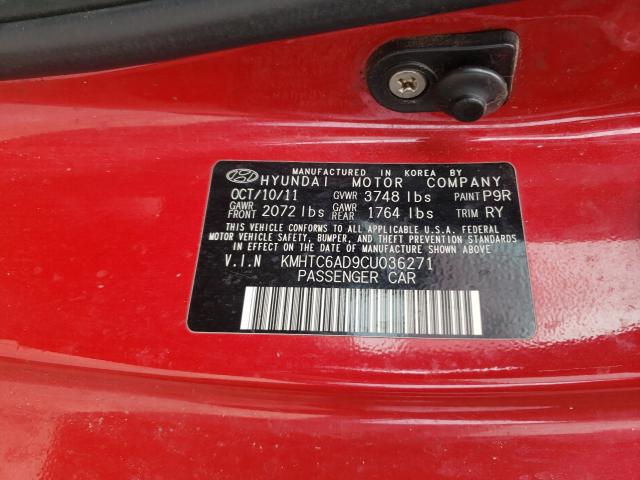 MANUFACTURED IN KOREA BY
HYUNDAI MOTOR COMPANY
OCT/10/11 GVWR 3748 lbs PAINT P9R
GAWR FRONT 2072 lbs GAWR REAR 1764 lbs TRIM RY
THIS VEHICLE CONFORMS TO ALL APPLICABLE U.S.A. FEDERAL
MOTOR VEHICLE SAFETY, BUMPER, AND THEFT PREVENTION STANDARDS
IN EFFECT ON THE DATE OF MANUFACTURE SHOWN ABOVE.
V.I.N KMHTC6AD9CU036271
PASSENGER CAR